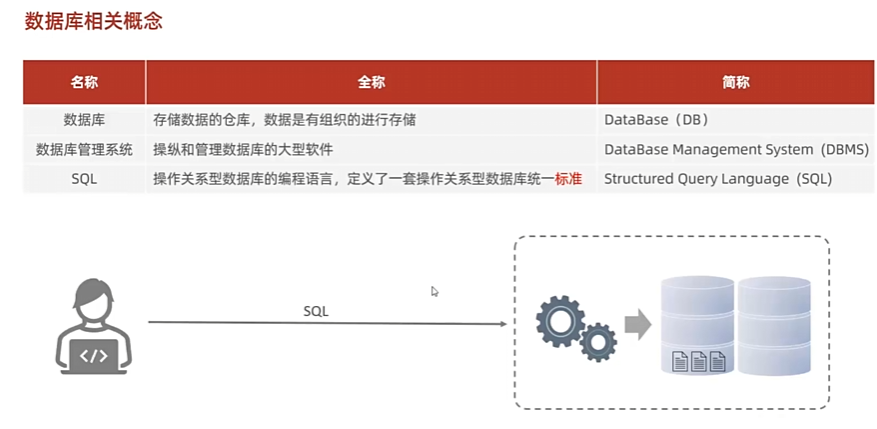 数据库相关概念
名称 全称 简称
数据库 存储数据的仓库，数据是有组织的进行存储 DataBase（DB）
数据库管理系统 操纵和管理数据库的大型软件 DataBase Management System (DBMS)
SQL 操作关系型数据库的编程语言，定义了一套操作关系型数据库统一标准 Structured Query Language (SQL)
SQL
</>